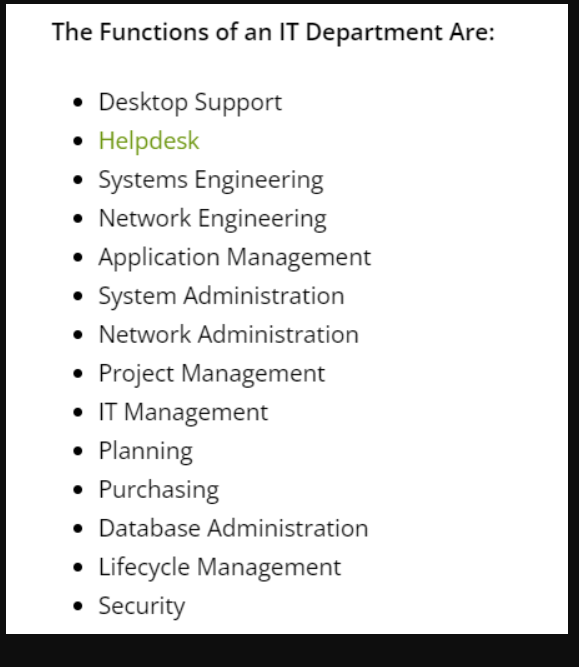 The Functions of an IT Department Are:
• Desktop Support
• Helpdesk
• Systems Engineering
• Network Engineering
• Application Management
• System Administration
• Network Administration
• Project Management
• IT Management
• Planning
• Purchasing
• Database Administration
• Lifecycle Management
• Security